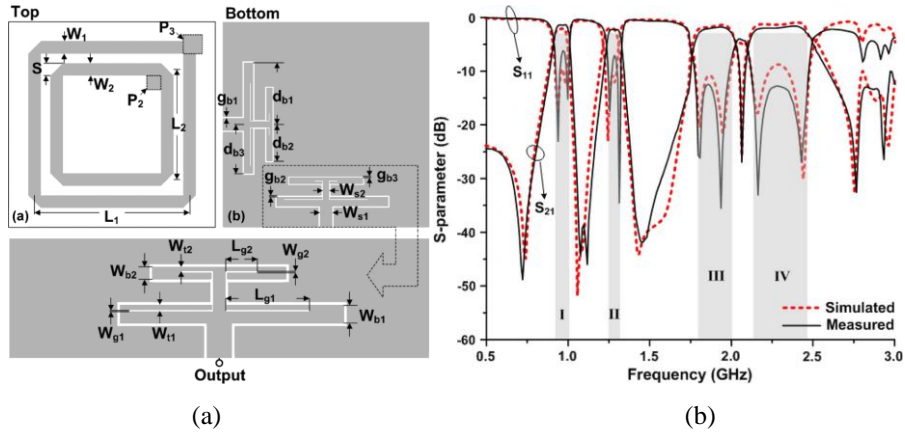 Top
W1
P3
S
W2
P2
L2
(a)
L1
Bottom
gb1
db1
db3
db2
gb2
gb3
Ws2
Ws1
(b)
Wt2
Lg2
Wg2
Wb2
Lg1
Wg1
Wt1
Wb1
Output
(a)
S-parameter (dB)
0
-10
-20
-30
-40
-50
-60
S11
S21
I
II
III
IV
Simulated
Measured
0.5
1.0
1.5
2.0
2.5
3.0
Frequency (GHz)
(b)